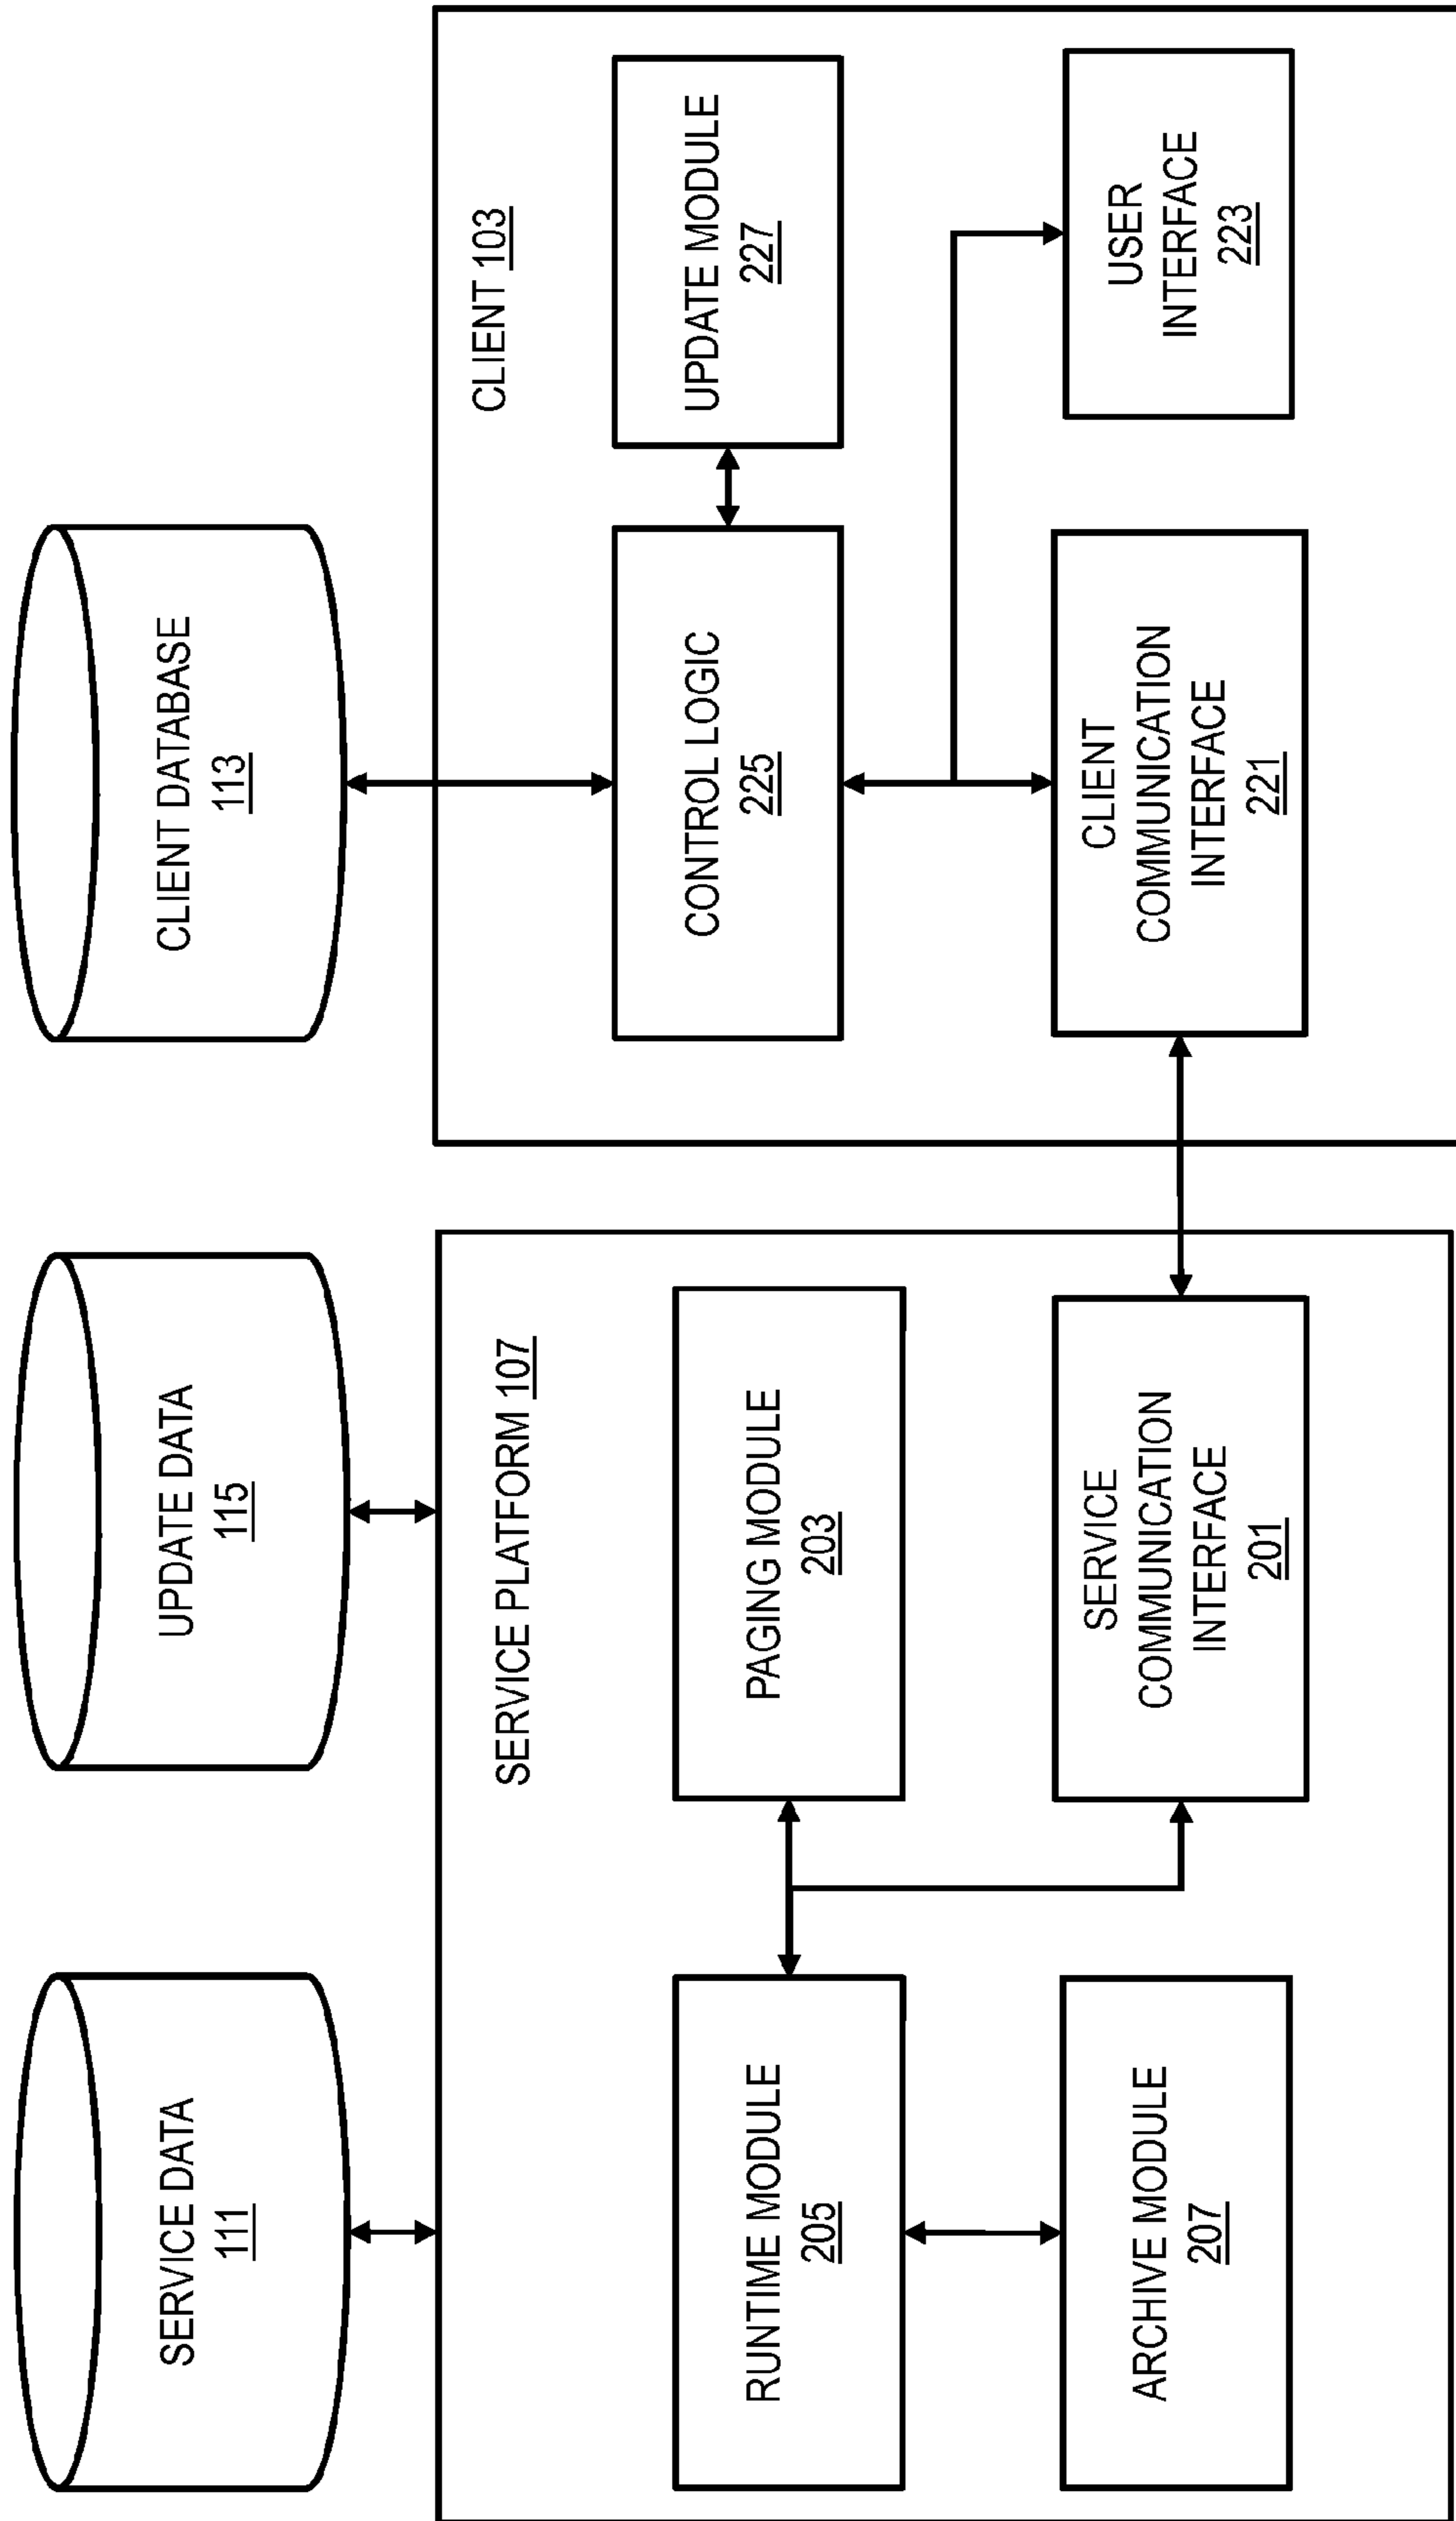 SERVICE DATA
111
UPDATE DATA
115
CLIENT DATABASE
113
SERVICE PLATFORM 107
RUNTIME MODULE
205
PAGING MODULE
203
ARCHIVE MODULE
207
SERVICE
COMMUNICATION
INTERFACE
201
CLIENT 103
CONTROL LOGIC
225
UPDATE MODULE
227
CLIENT
COMMUNICATION
INTERFACE
221
USER
INTERFACE
223